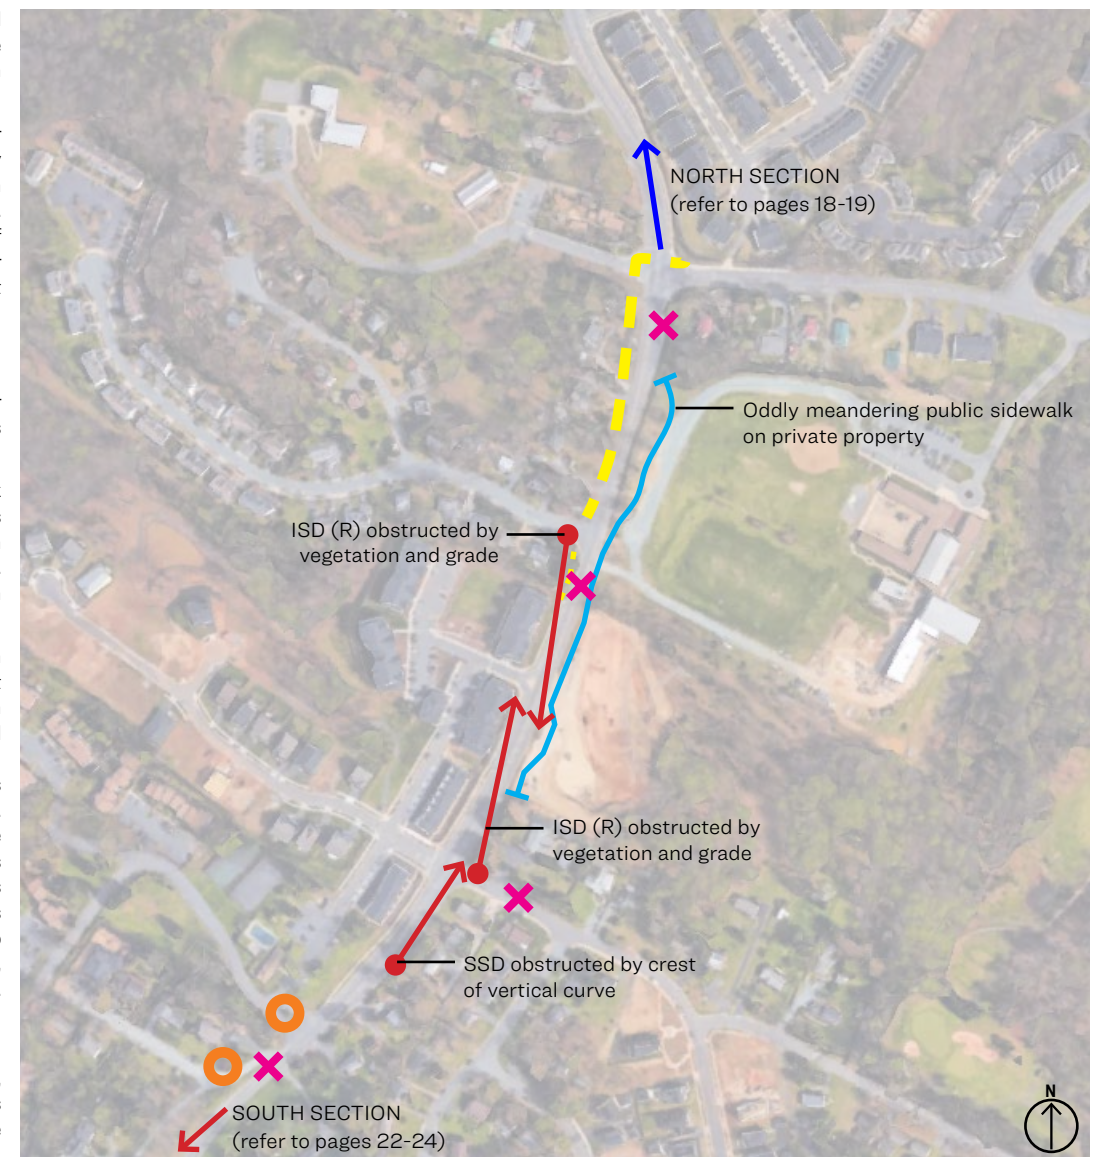 NORTH SECTION
(refer to pages 18-19)
Oddly meandering public sidewalk
on private property
ISD (R) obstructed by
vegetation and grade
ISD (R) obstructed by
vegetation and grade
SSD obstructed by crest
of vertical curve
SOUTH SECTION
(refer to pages 22-24)
N